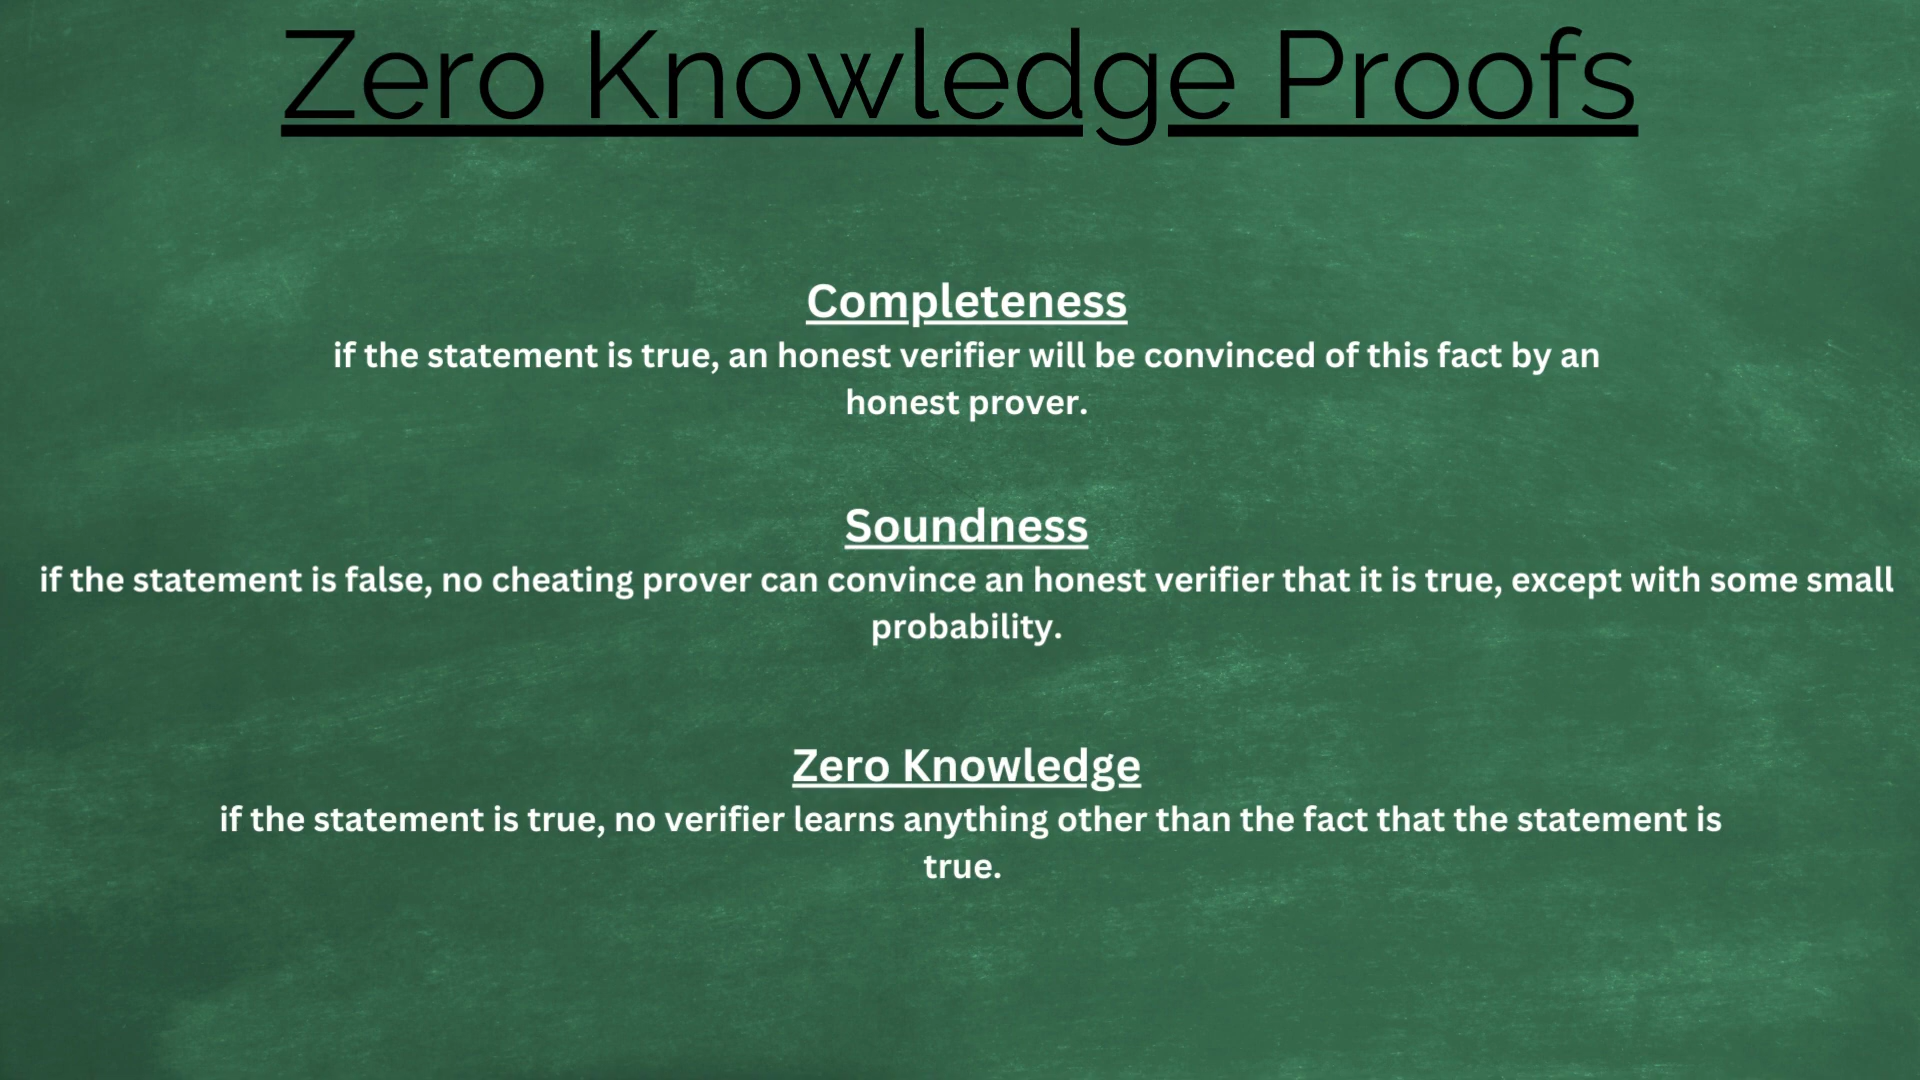 Zero Knowledge Proofs
Completeness
if the statement is true, an honest verifier will be convinced of this fact by an
honest prover.
Soundness
if the statement is false, no cheating prover can convince an honest verifier that it is true, except with some small
probability.
Zero Knowledge
if the statement is true, no verifier learns anything other than the fact that the statement is
true.